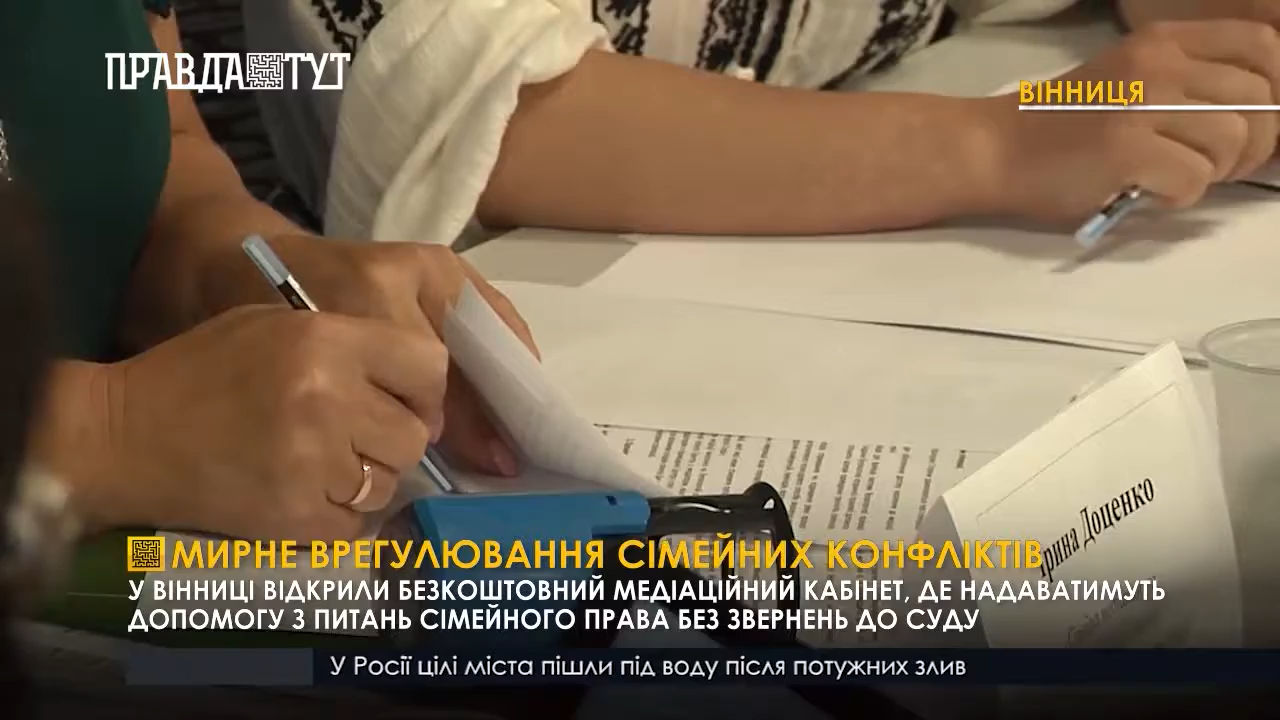 ПРАВДА ТУТ
ВІННИЦЯ
Доценко
МИРНЕ ВРЕГУЛЮВАННЯ СІМЕЙНИХ КОНФЛІКТІВ
У ВІННИЦІ ВІДКРИЛИ БЕЗКОШТОВНИЙ МЕДІАЦІЙНИЙ КАБІНЕТ, ДЕ НАДАВАТИМУТЬ
ДОПОМОГУ З ПИТАНЬ СІМЕЙНОГО ПРАВА БЕЗ ЗВЕРНЕНЬ ДО СУДУ
У Росії цілі міста пішли під воду після потужних злив